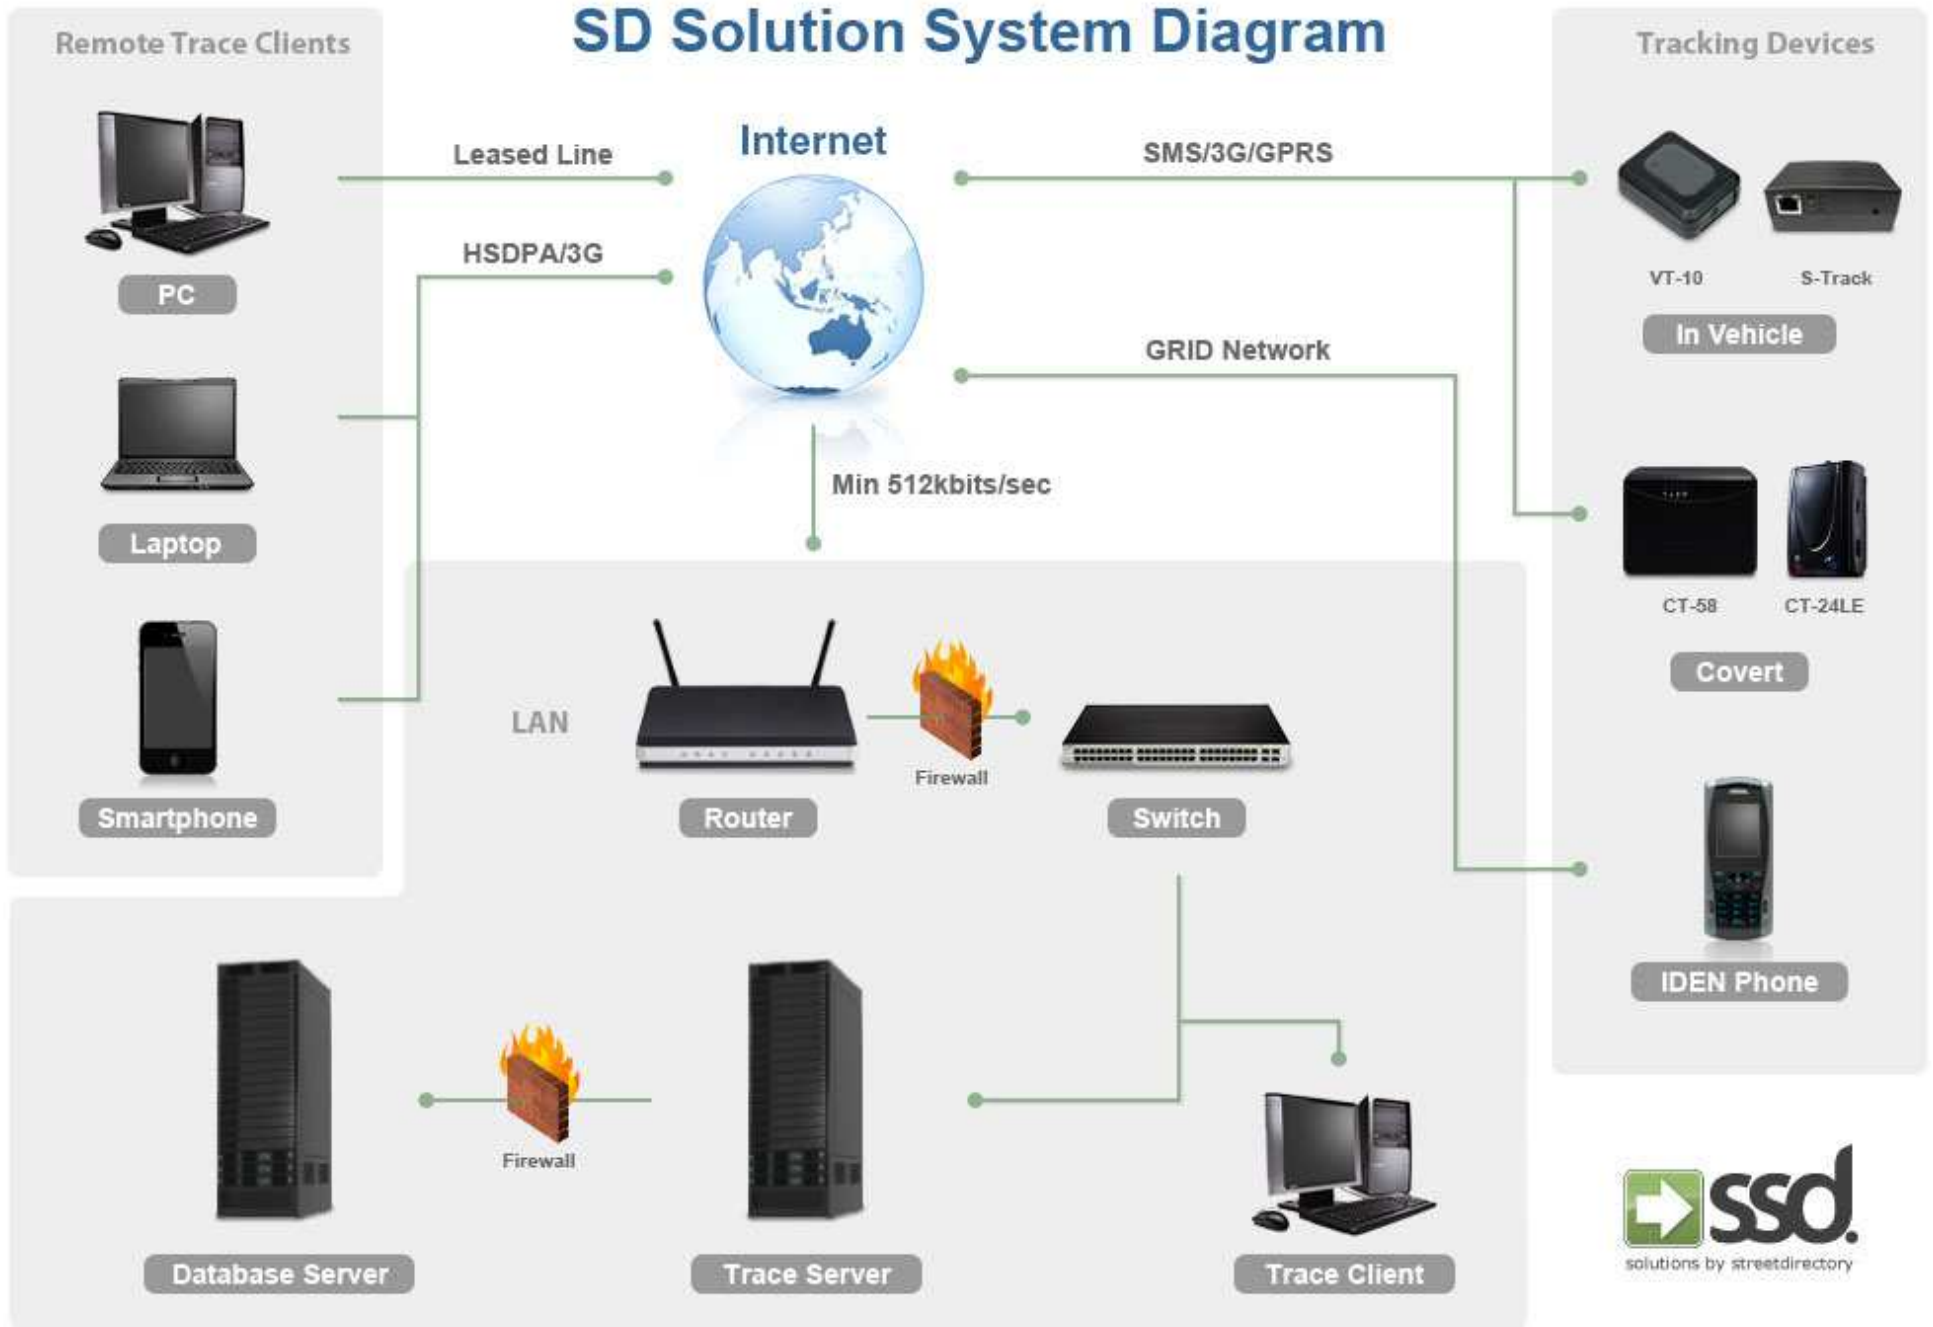 SD Solution System Diagram
Remote Trace Clients
PC
Laptop
Smartphone
Leased Line
HSDPA/3G
Internet
Min 512kbits/sec
SMS/3G/GPRS
GRID Network
Tracking Devices
VT-10
S-Track
In Vehicle
CT-58
CT-24LE
Covert
IDEN Phone
LAN
Router
Firewall
Switch
Database Server
Firewall
Trace Server
Trace Client
ssd.
solutions by streetdirectory